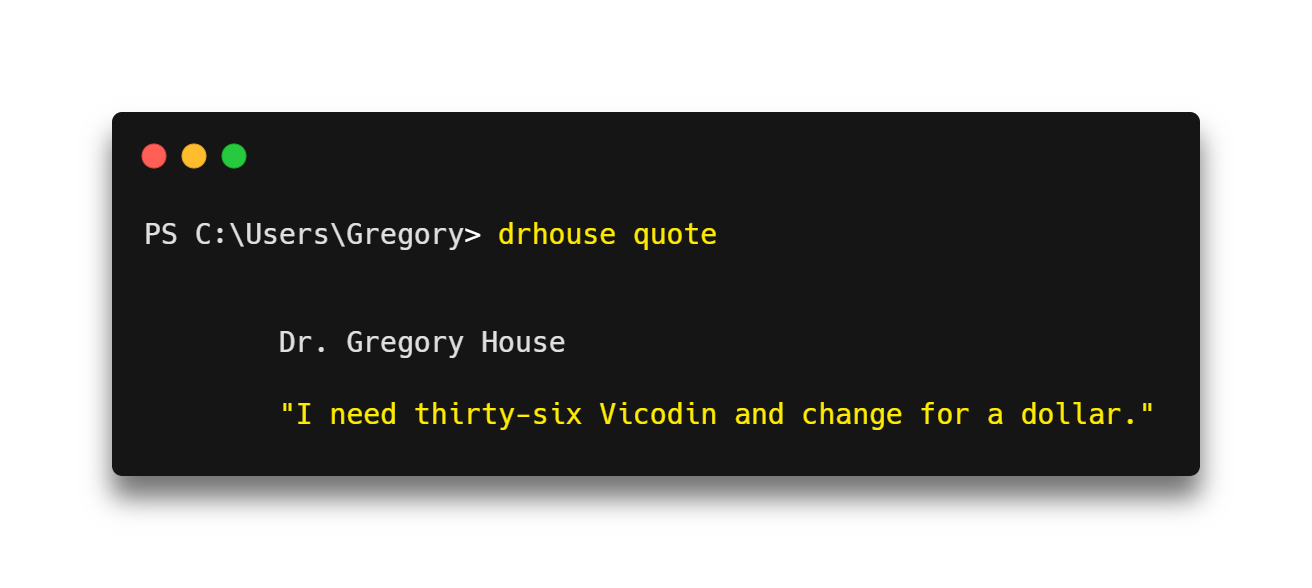 PS C:\Users\Gregory> drhouse quote
Dr. Gregory House
"I need thirty-six Vicodin and change for a dollar."